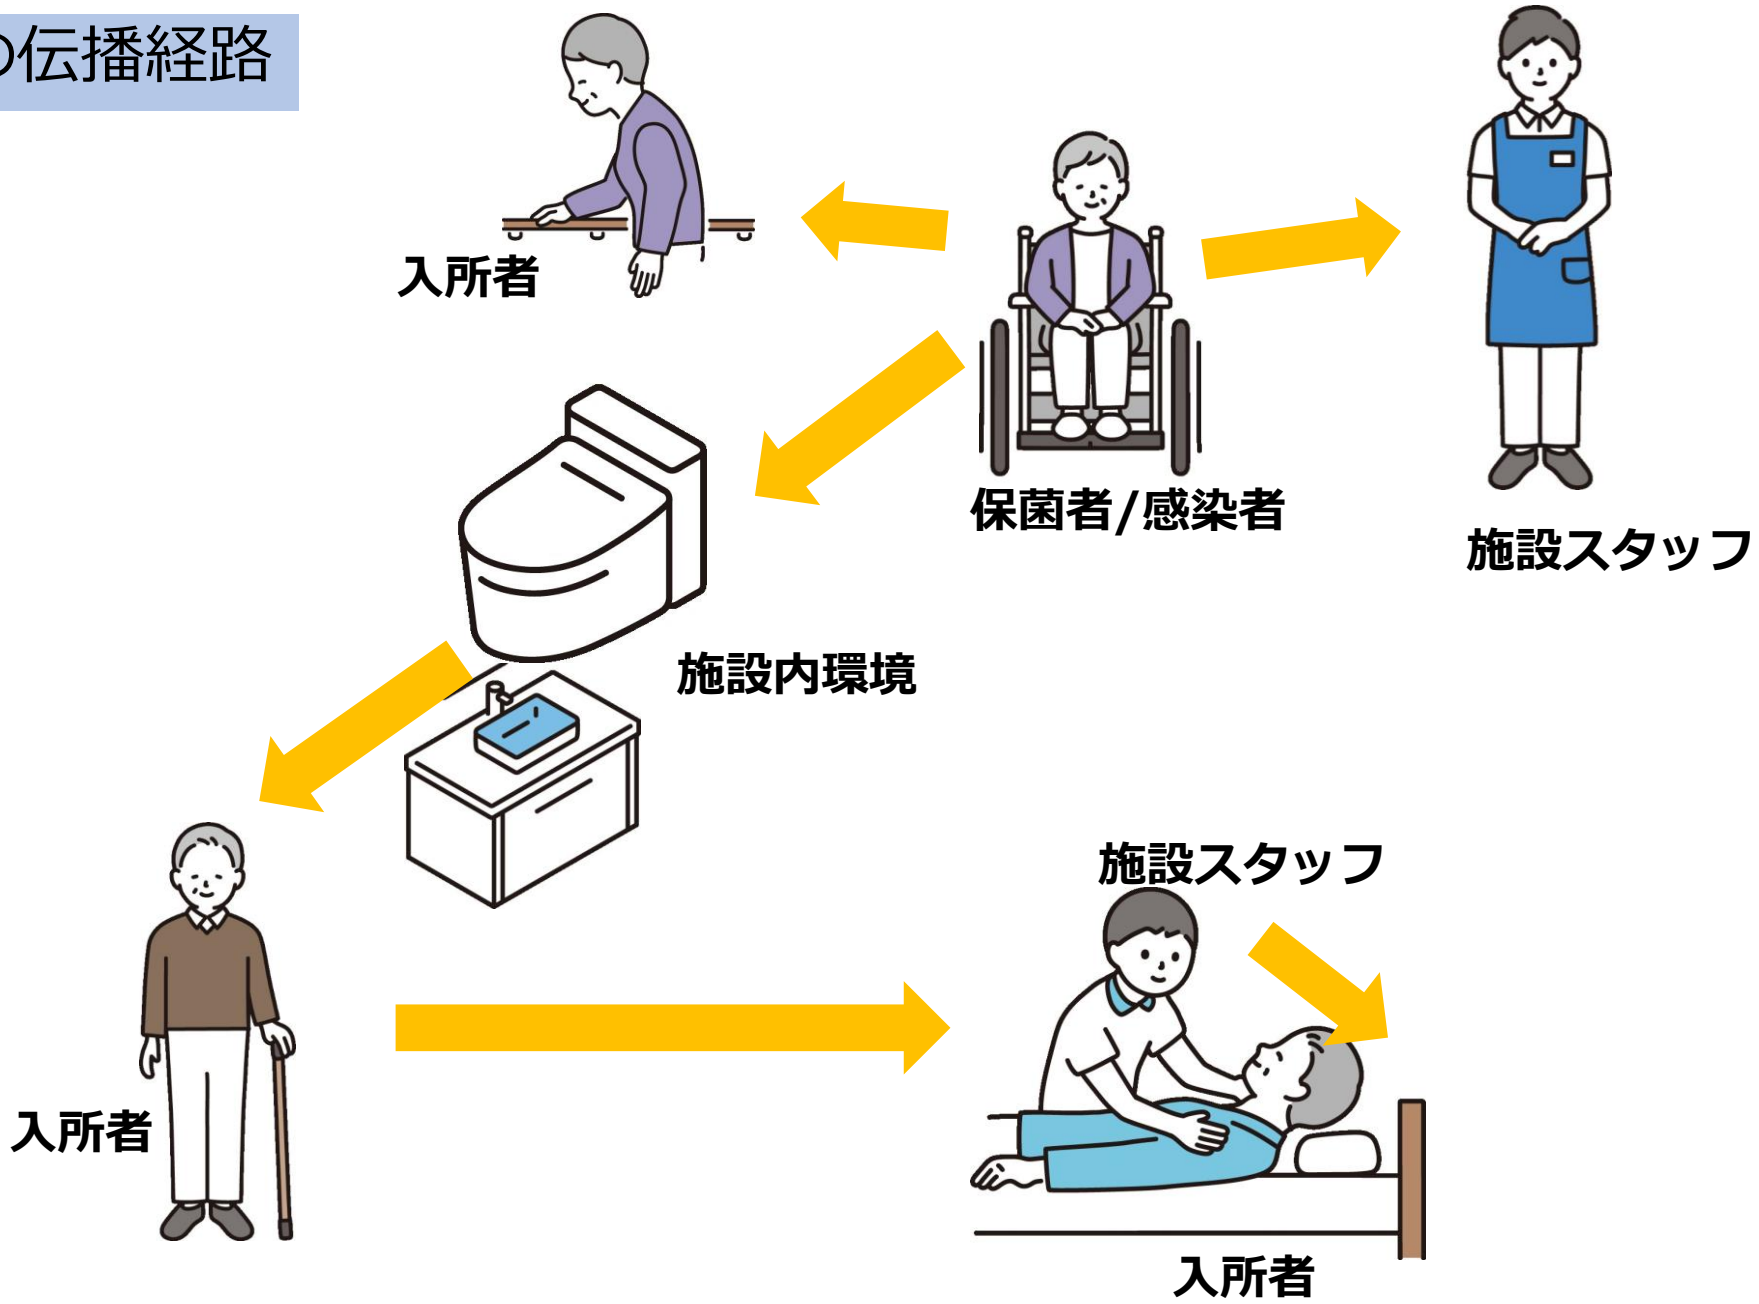 の伝播経路
入所者
保菌者/感染者
施設スタッフ
施設内環境
施設スタッフ
入所者
入所者